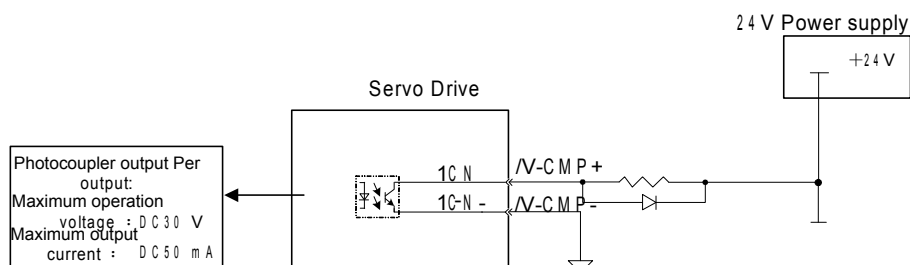 24V Power supply
+24V
Servo Drive
Photocoupler output Per
output:
Maximum operation
voltage : DC30 V
Maximum output
current : DC50 mA
1CN
/V-CMP+
1C-N -
/V-CMP-